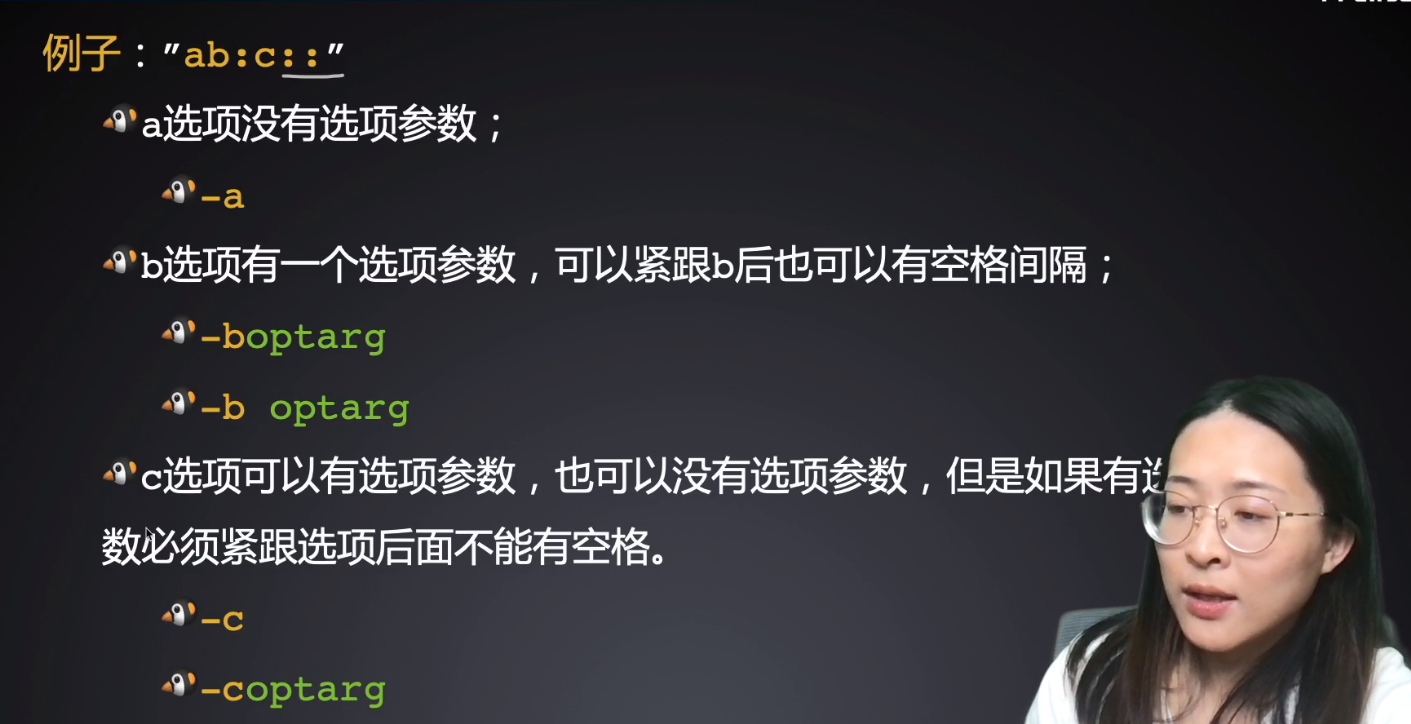 例子："ab:c::"
a选项没有选项参数；
-a
b选项有一个选项参数，可以紧跟b后也可以有空格间隔；
-boptarg
-b optarg
c选项可以有选项参数，也可以没有选项参数，但是如果有
数必须紧跟选项后面不能有空格。
-c
-coptarg